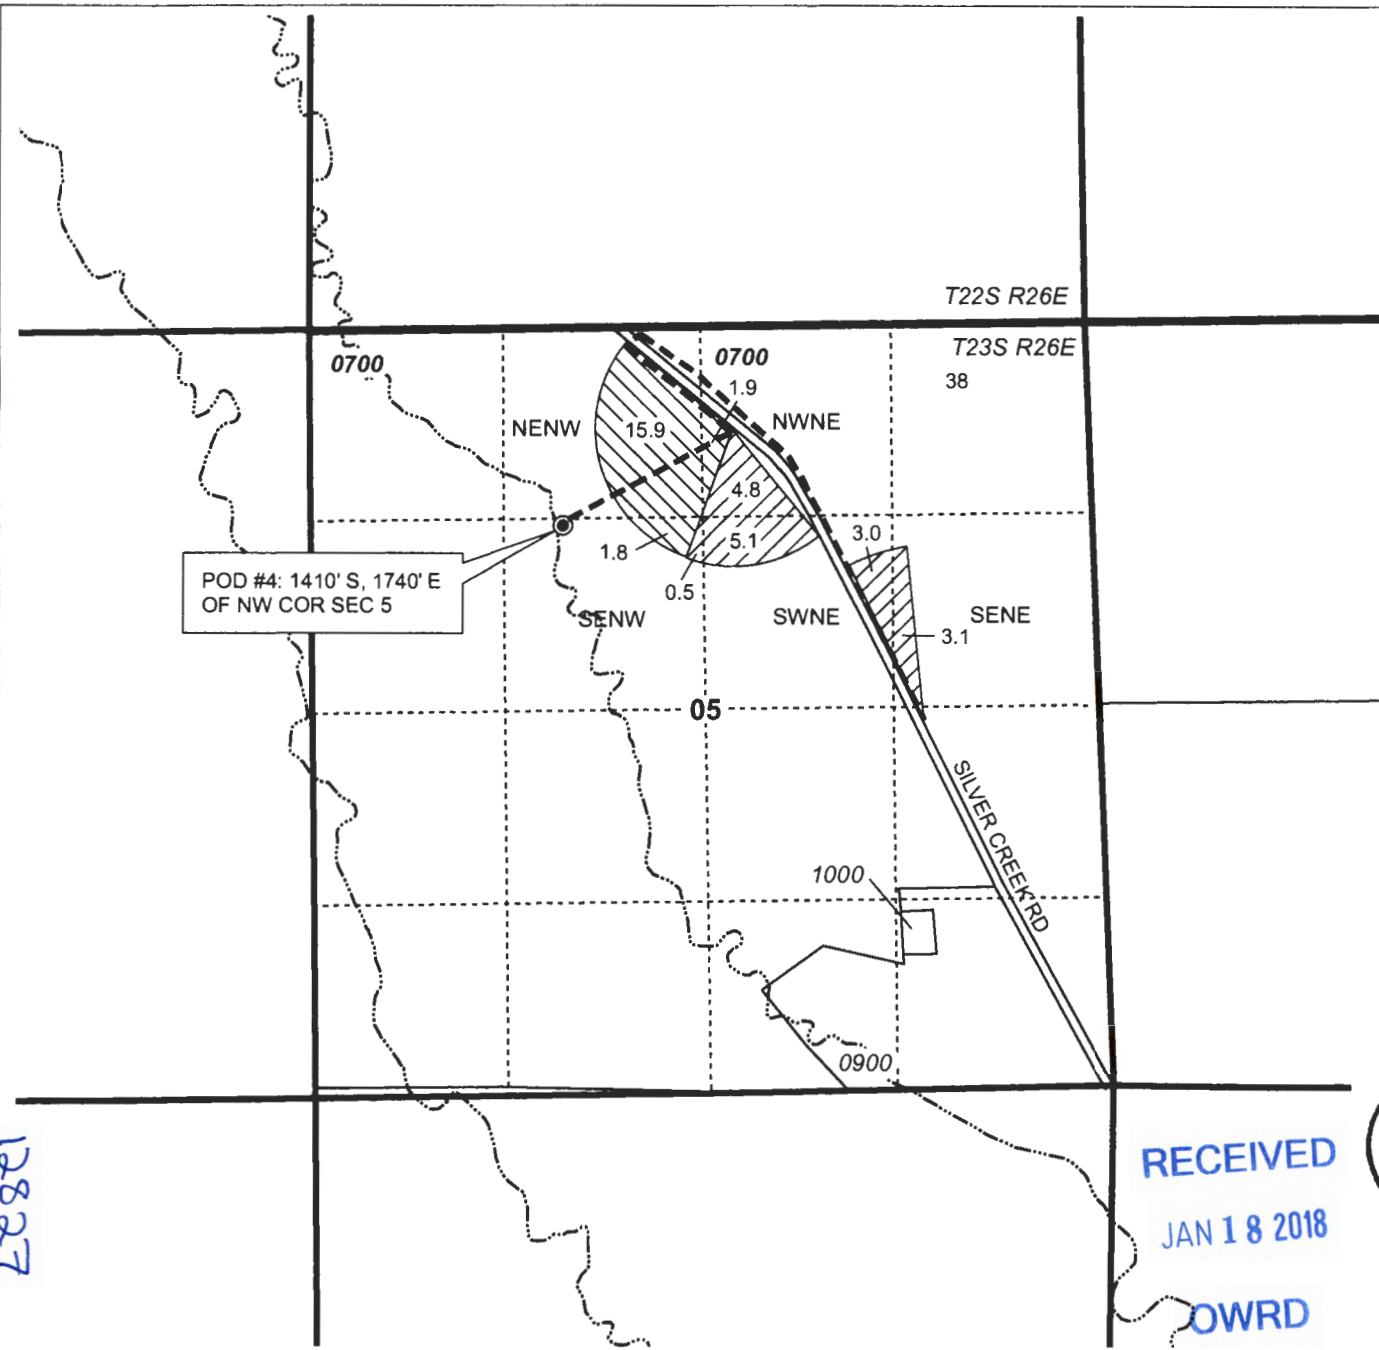 T22S R26E
T23S R26E
0700
0700
38
1.9
NENW
15.9
NWNE
4.8
5.1
1.8
0.5
3.0
POD #4: 1410' S, 1740' E
OF NW COR SEC 5
SENW
SWNE
SENE
3.1
05
SILVER CREEK RD
1000
0900
RECEIVED
JAN 18 2018
OWRD
12827